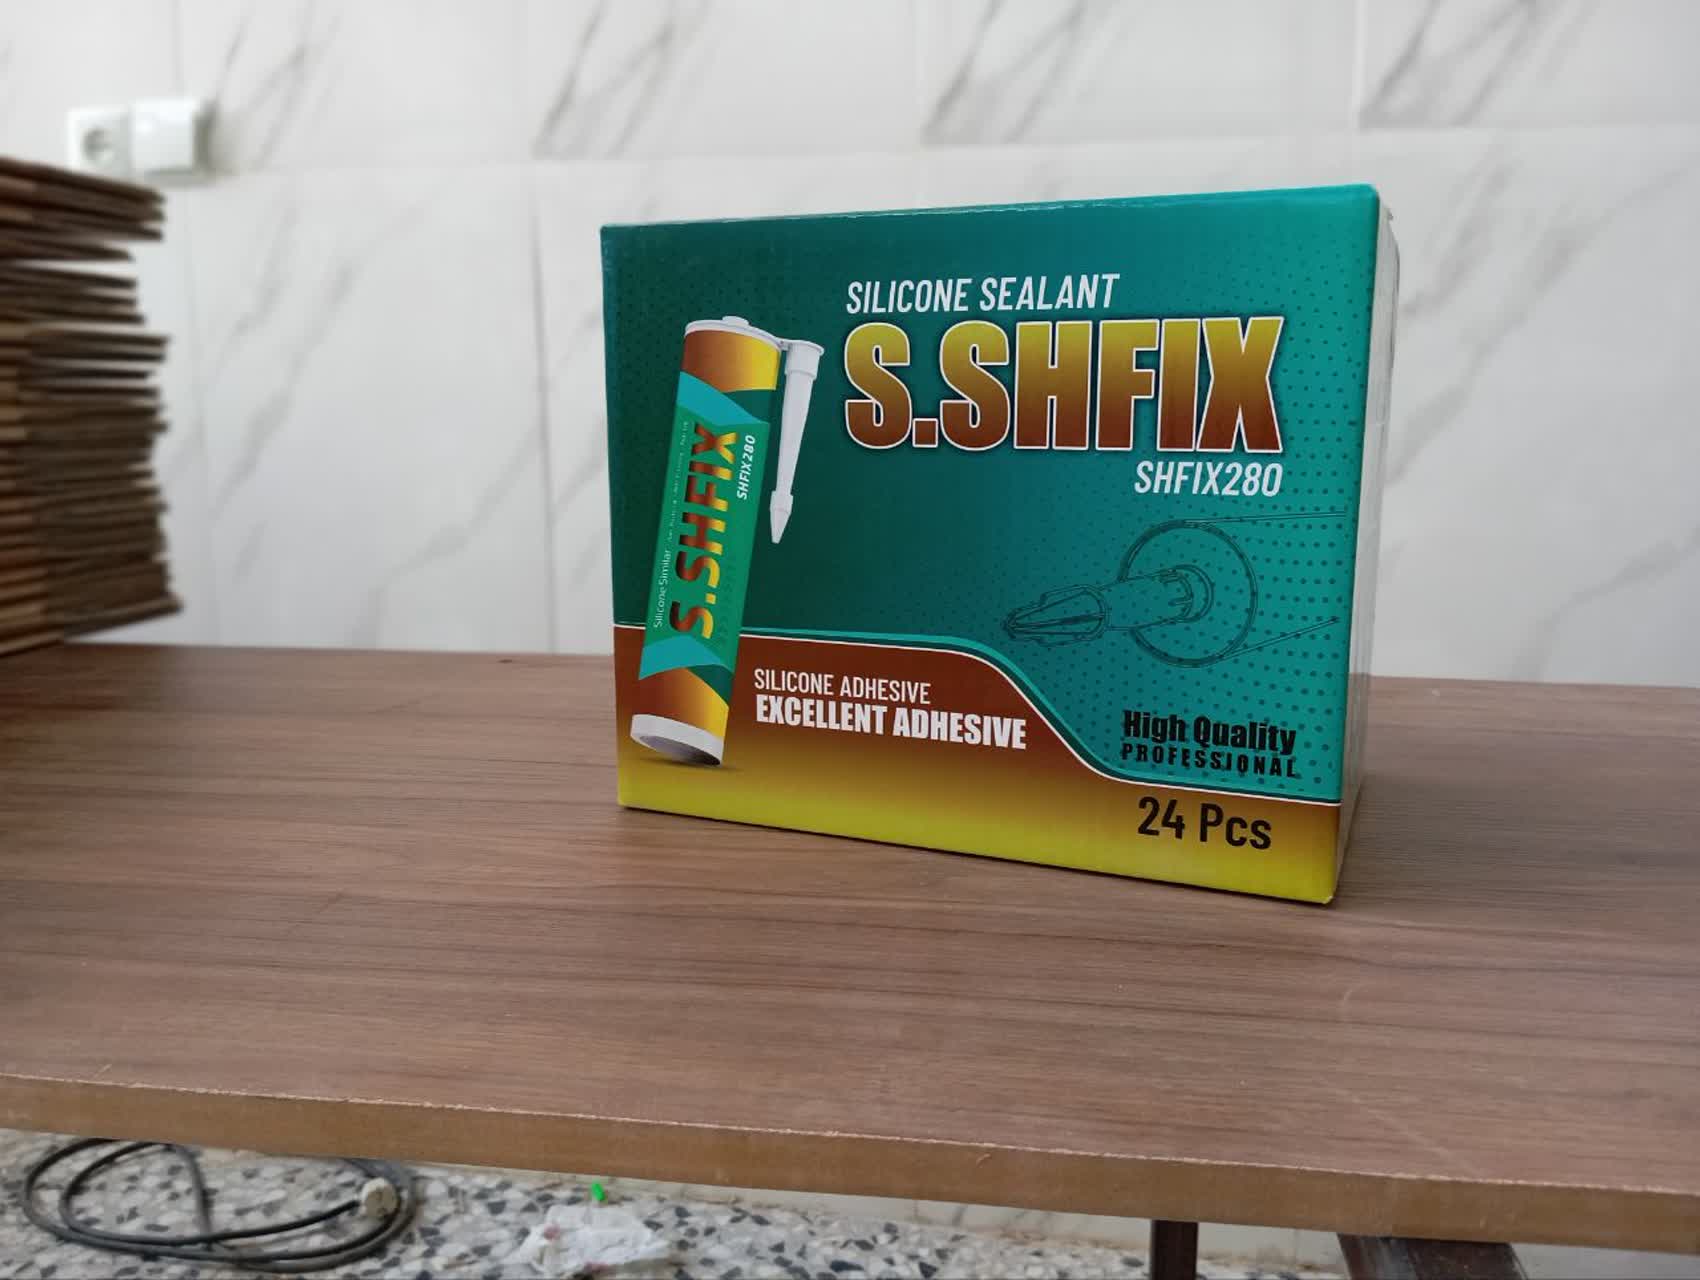 SILICONE SEALANT
S.SHFIX
SHFIX280
Silicone Similar
S.SHFIX
SHFIX280
SILICONE ADHESIVE
EXCELLENT ADHESIVE
High Quality
PROFESSIONAL
24 Pcs